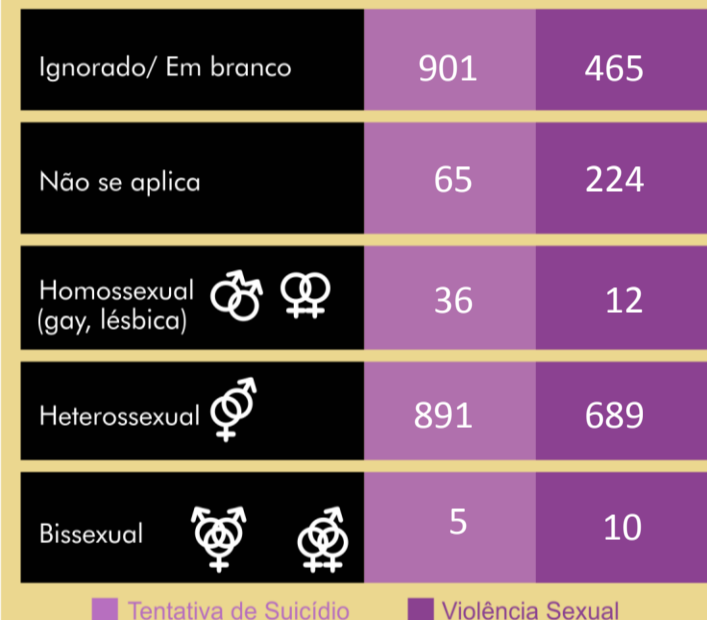 Ignorado/ Em branco 901 465
Não se aplica 65 224
Homossexual
(gay, lésbica) 36 12
Heterossexual 891 689
Bissexual 5 10
Tentativa de Suicídio Violência Sexual